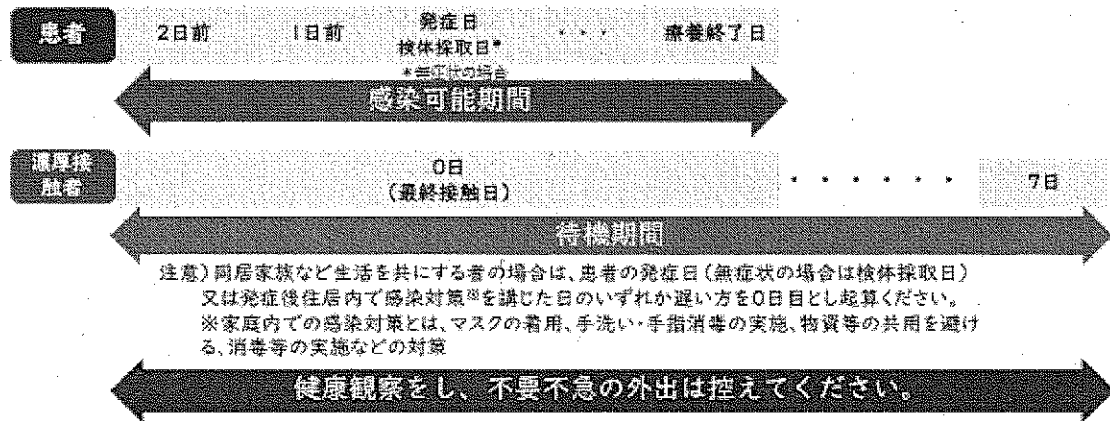 患者 2日前 1日前 発症日 ・・・ 療養終了日
検体採取日*
*無症状の場合
感染可能期間
濃厚接
触者
0日 ・・・・・・ 7日
(最終接触日)
待機期間
注意)同居家族など生活を共にする者の場合は、患者の発症日(無症状の場合は検体採取日)
又は発症後住居内で感染対策※を講じた日のいずれか遅い方を0日目とし起算ください。
※家庭内での感染対策とは、マスクの着用、手洗い・手指消毒の実施、物資等の共用を避け
る、消毒等の実施などの対策
健康観察をし、不要不急の外出は控えてください。